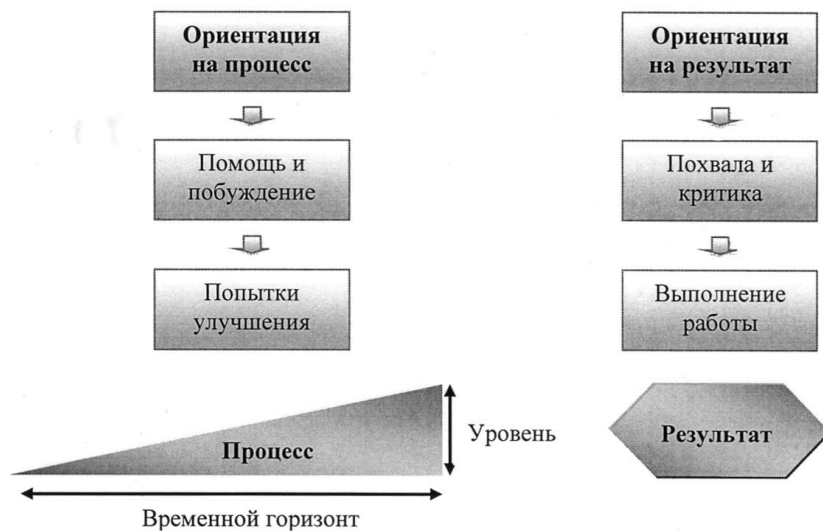 Ориентация
на процесс
Ориентация
на результат
Помощь и
побуждение
Похвала и
критика
Попытки
улучшения
Выполнение
работы
Процесс
Уровень
Результат
Временной горизонт